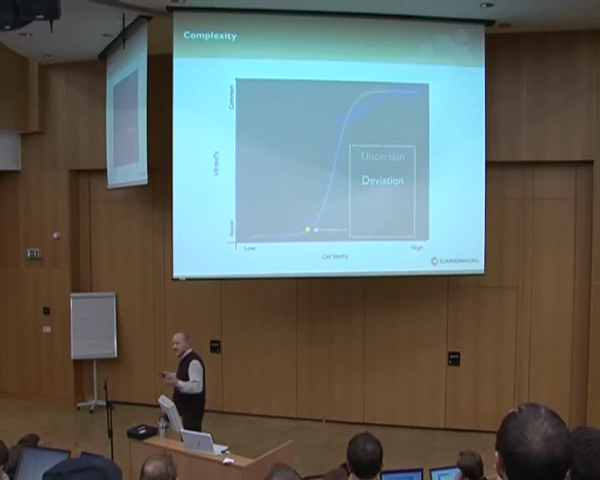 Complexity
Common
Uncertain
Deviation
Ubiquity
Novel
Low
High
Certainty
CANONICAL